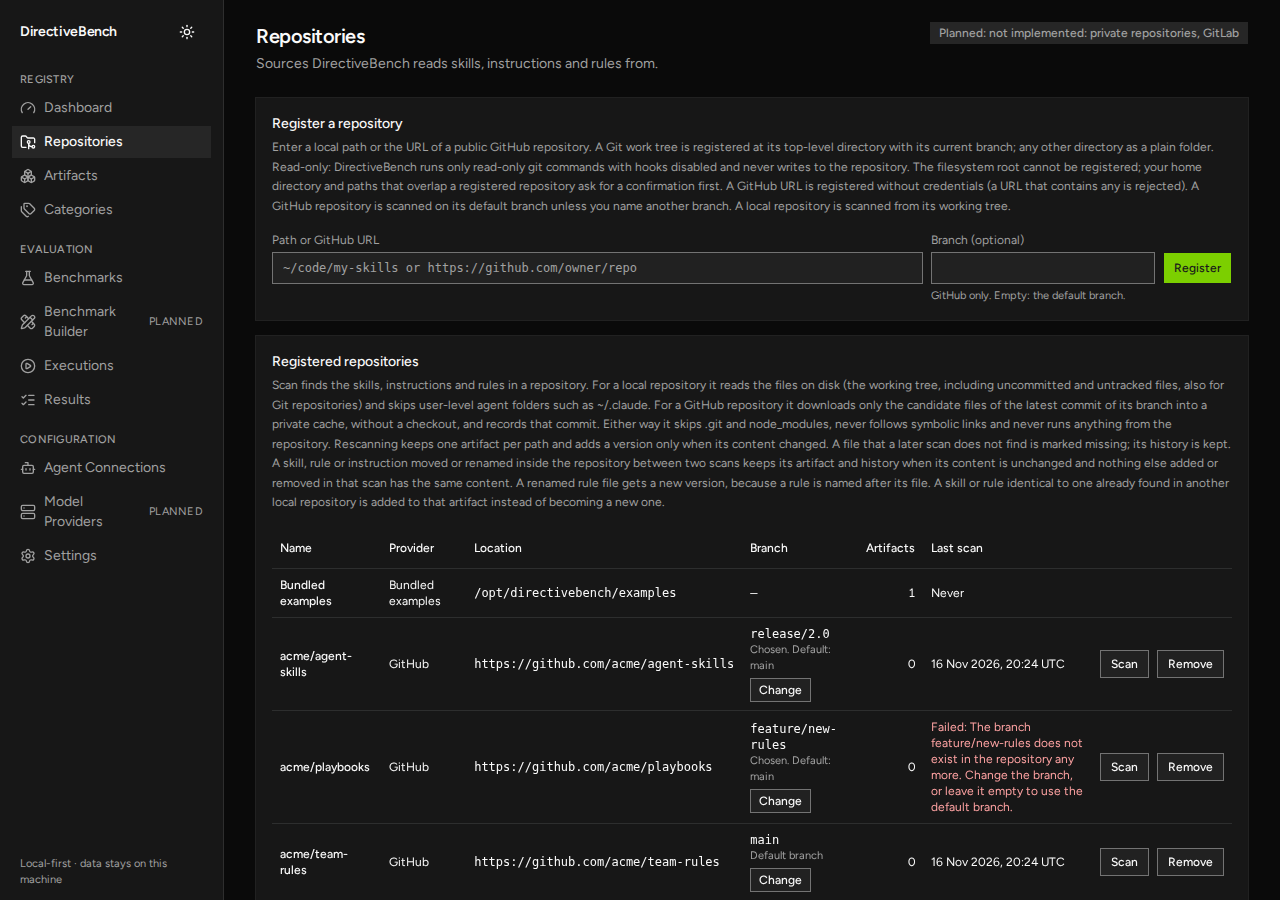 DirectiveBench
REGISTRY
Dashboard
Repositories
Artifacts
Categories
EVALUATION
Benchmarks
Benchmark
Builder
PLANNED
Executions
Results
CONFIGURATION
Agent Connections
Model
Providers
PLANNED
Settings
Local-first · data stays on this
machine
Repositories
Planned: not implemented: private repositories, GitLab
Sources DirectiveBench reads skills, instructions and rules from.
Register a repository
Enter a local path or the URL of a public GitHub repository. A Git work tree is registered at its top-level directory with its current branch; any other directory as a plain folder.
Read-only: DirectiveBench runs only read-only git commands with hooks disabled and never writes to the repository. The filesystem root cannot be registered; your home
directory and paths that overlap a registered repository ask for a confirmation first. A GitHub URL is registered without credentials (a URL that contains any is rejected). A
GitHub repository is scanned on its default branch unless you name another branch. A local repository is scanned from its working tree.
Path or GitHub URL
Branch (optional)
~/code/my-skills or https://github.com/owner/repo
Register
GitHub only. Empty: the default branch.
Registered repositories
Scan finds the skills, instructions and rules in a repository. For a local repository it reads the files on disk (the working tree, including uncommitted and untracked files, also for
Git repositories) and skips user-level agent folders such as ~/.claude. For a GitHub repository it downloads only the candidate files of the latest commit of its branch into a
private cache, without a checkout, and records that commit. Either way it skips .git and node_modules, never follows symbolic links and never runs anything from the
repository. Rescanning keeps one artifact per path and adds a version only when its content changed. A file that a later scan does not find is marked missing; its history is kept.
A skill, rule or instruction moved or renamed inside the repository between two scans keeps its artifact and history when its content is unchanged and nothing else added or
removed in that scan has the same content. A renamed rule file gets a new version, because a rule is named after its file. A skill or rule identical to one already found in another
local repository is added to that artifact instead of becoming a new one.
Name Provider Location Branch Artifacts Last scan
Bundled
examples
Bundled
examples
/opt/directivebench/examples
—
1
Never
acme/agent-
skills
GitHub
https://github.com/acme/agent-skills
release/2.0
Chosen. Default:
main
Change
0
16 Nov 2026, 20:24 UTC
Scan
Remove
acme/playbooks
GitHub
https://github.com/acme/playbooks
feature/new-
rules
Chosen. Default:
main
Change
0
Failed: The branch
feature/new-rules does not
exist in the repository any
more. Change the branch,
or leave it empty to use the
default branch.
Scan
Remove
acme/team-
rules
GitHub
https://github.com/acme/team-rules
main
Default branch
Change
0
16 Nov 2026, 20:24 UTC
Scan
Remove